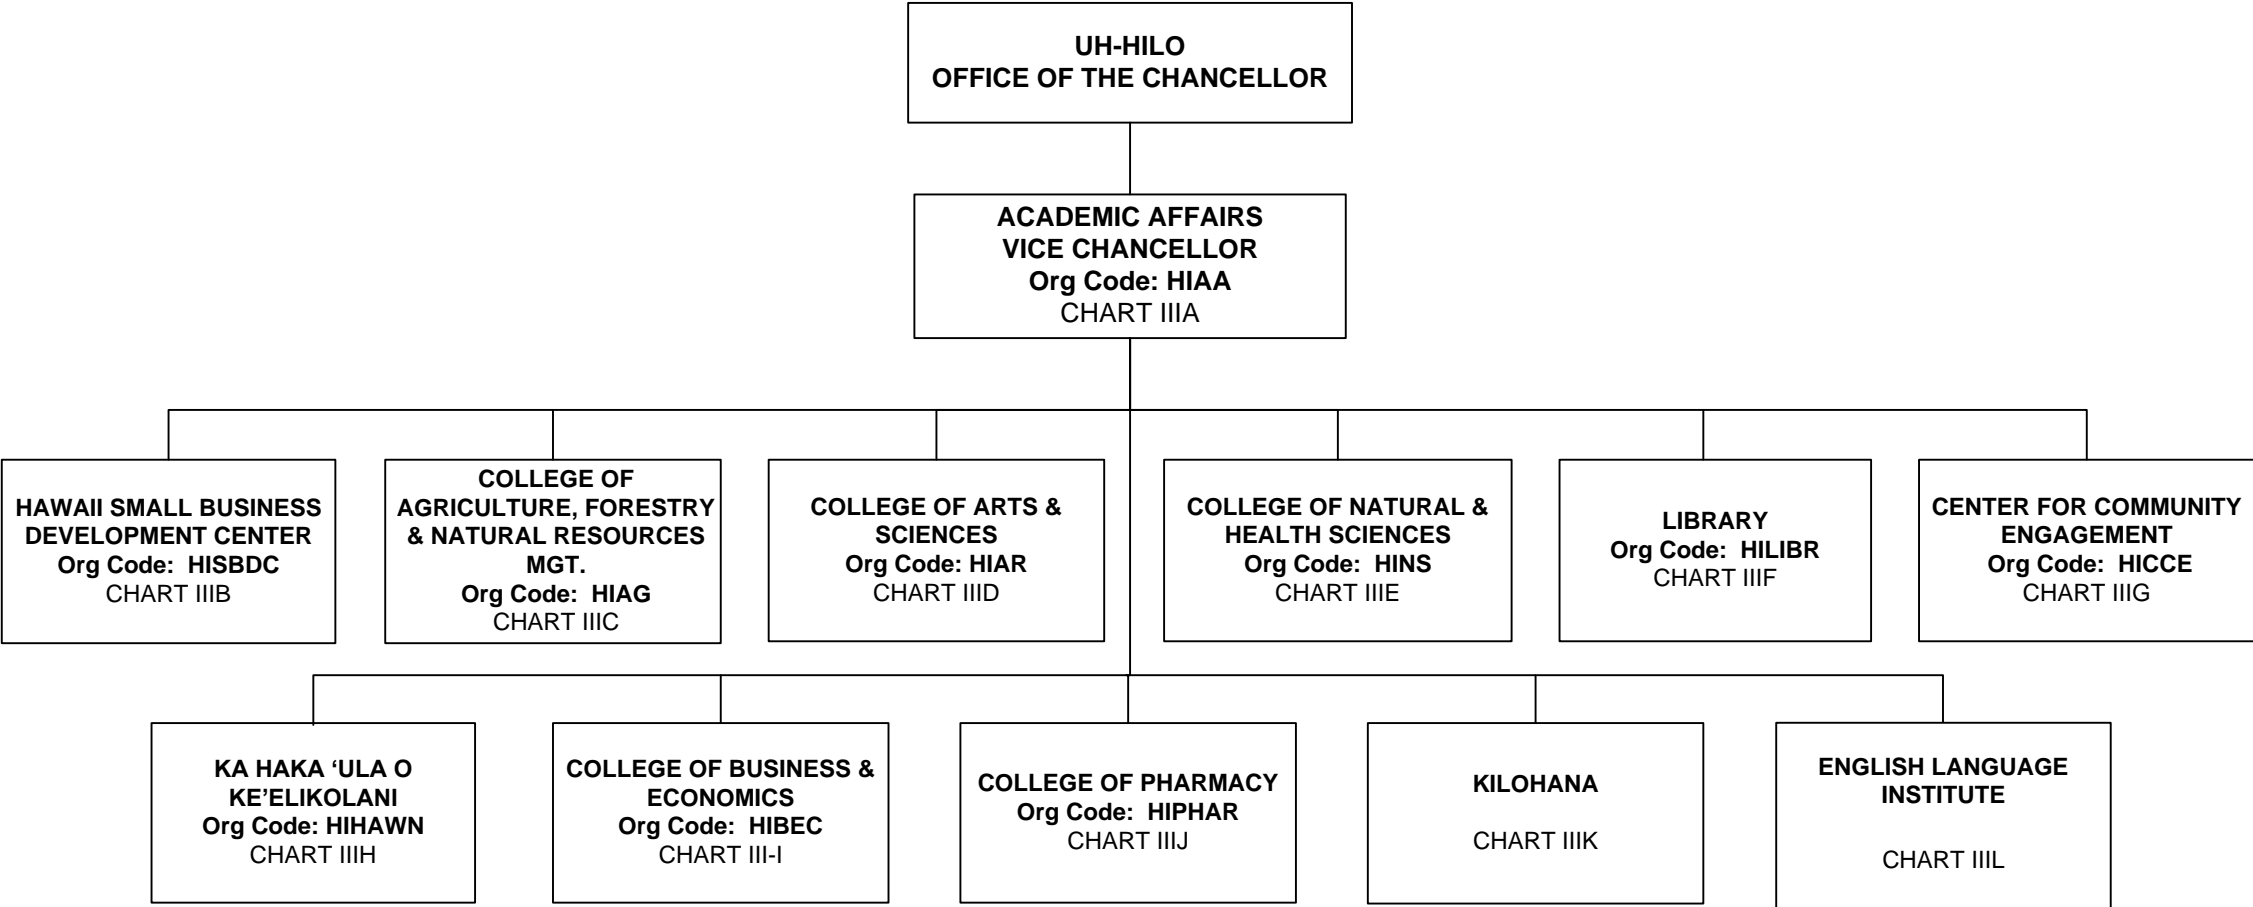 UH-HILO
OFFICE OF THE CHANCELLOR
ACADEMIC AFFAIRS
VICE CHANCELLOR
Org Code: HIAA
CHART IIIA
HAWAII SMALL BUSINESS
DEVELOPMENT CENTER
Org Code:  HISBDC
CHART IIIB
COLLEGE OF
AGRICULTURE, FORESTRY
& NATURAL RESOURCES
MGT.
Org Code:  HIAG
CHART IIIC
COLLEGE OF ARTS &
SCIENCES
Org Code: HIAR
CHART IIID
COLLEGE OF NATURAL &
HEALTH SCIENCES
Org Code:  HINS
CHART IIIE
LIBRARY
Org Code:  HILIBR
CHART IIIF
CENTER FOR COMMUNITY
ENGAGEMENT
Org Code:  HICCE
CHART IIIG
KA HAKA ‘ULA O
KE’ELIKOLANI
Org Code: HIHAWN
CHART IIIH
COLLEGE OF BUSINESS &
ECONOMICS
Org Code:  HIBEC
CHART III-I
COLLEGE OF PHARMACY
Org Code:  HIPHAR
CHART IIIJ
KILOHANA
CHART IIIK
ENGLISH LANGUAGE
INSTITUTE
CHART IIIL